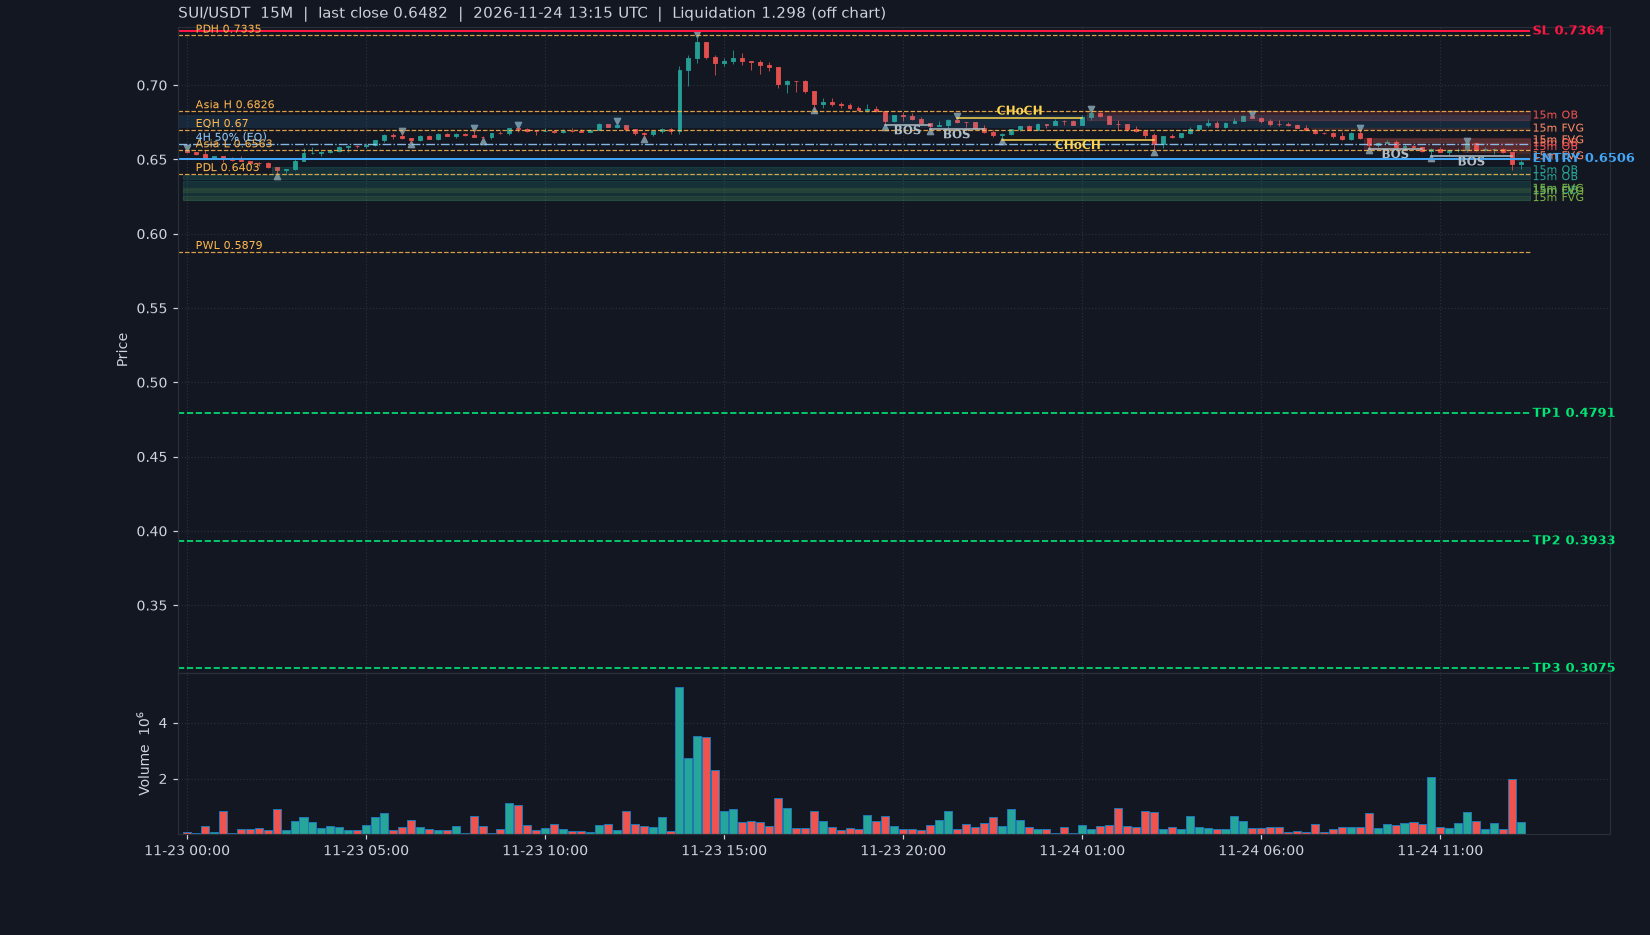 SUI/USDT 15M | last close 0.6482 | 2026-11-24 13:15 UTC | Liquidation 1.298 (off chart)
PDH 0.7335
SL 0.7364
0.70
Asia H 0.6826
CHoCH
15m OB
EQH 0.67
BOS
BOS
15m FVG
4H 50% (EQ)
15m FVG
Asia L 0.6563
CHoCH
15m OB
0.65
BOS
BOS
ENTRY 0.6506
PDL 0.6403
15m OB
15m OB
15m FVG
15m FVG
15m FVG
0.60
PWL 0.5879
0.55
Price
0.50
TP1 0.4791
0.45
0.40
TP2 0.3933
0.35
TP3 0.3075
Volume 10⁶
4
2
11-23 00:00
11-23 05:00
11-23 10:00
11-23 15:00
11-23 20:00
11-24 01:00
11-24 06:00
11-24 11:00